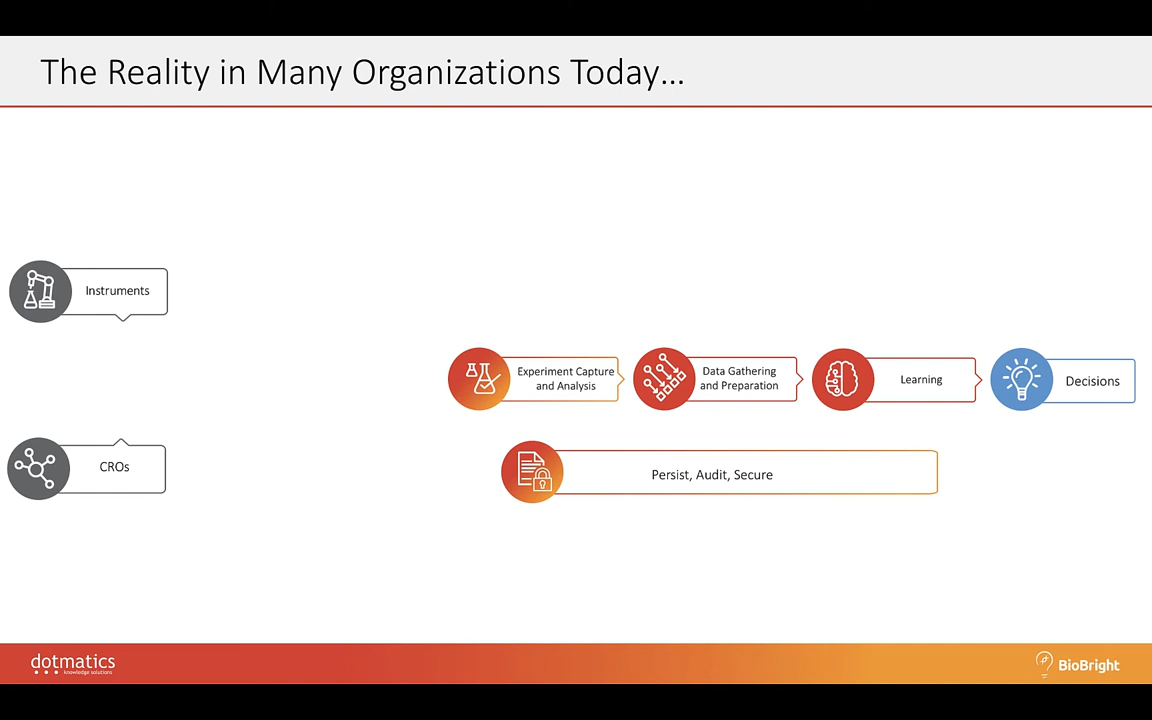 The Reality in Many Organizations Today...
Instruments
Experiment Capture
and Analysis
Data Gathering
and Preparation
Learning
Decisions
CROs
Persist, Audit, Secure
dotmatics
knowledge solutions
BioBright